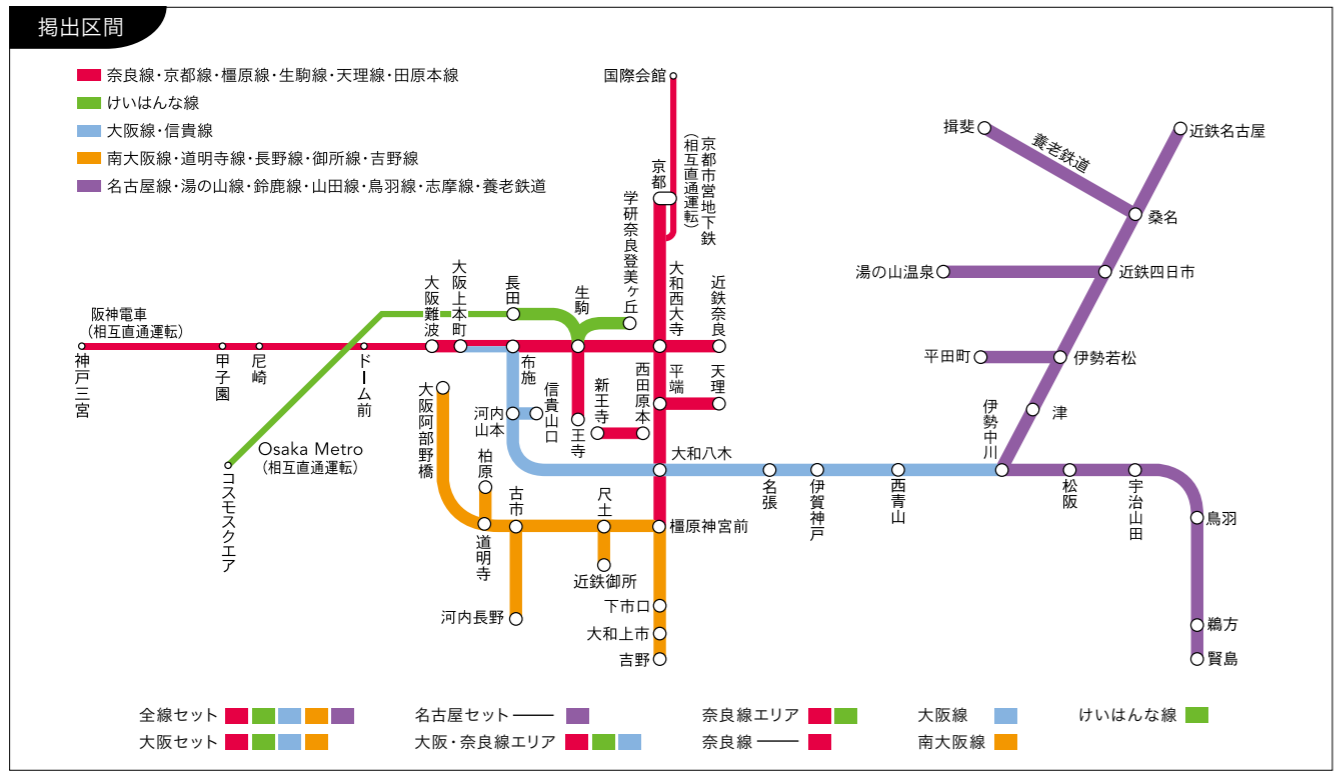 掲出区間
奈良線・京都線・橿原線・生駒線・天理線・田原本線
けいはんな線
大阪線・信貴線
南大阪線・道明寺線・長野線・御所線・吉野線
名古屋線・湯の山線・鈴鹿線・山田線・鳥羽線・志摩線・養老鉄道
国際会館
京都市営地下鉄
（相互直通運転）
京都
学研奈良登美ヶ丘
揖斐
養老鉄道
近鉄名古屋
桑名
湯の山温泉
近鉄四日市
平田町
伊勢若松
津
伊勢中川
阪神電車
（相互直通運転）
神戸三宮
甲子園
尼崎
ドーム前
大阪難波
大阪上本町
長田
布施
生駒
大和西大寺
近鉄奈良
Osaka Metro
（相互直通運転）
コスモスクエア
大阪阿部野橋
河内
山本
信貴山口
王寺
新王寺
西田原本
平端
天理
大和八木
名張
伊賀神戸
西青山
松阪
宇治山田
鳥羽
鵜方
賢島
柏原
道明寺
古市
尺土
橿原神宮前
近鉄御所
河内長野
下市口
大和上市
吉野
全線セット
名古屋セット
奈良線エリア
大阪線
けいはんな線
大阪セット
大阪・奈良線エリア
奈良線
南大阪線